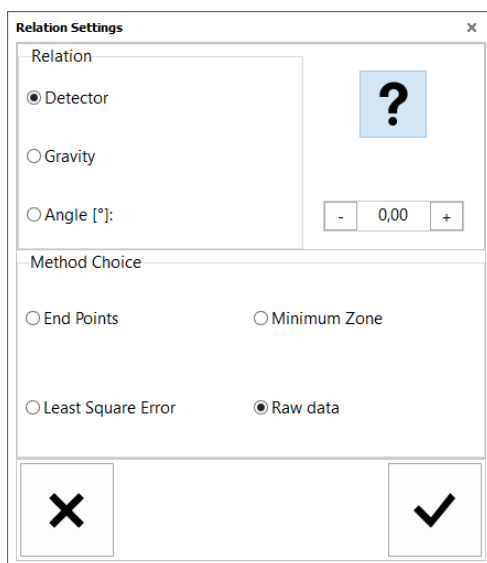 Relation Settings
Relation
Detector
?
Gravity
Angle [°]:
- 0,00 +
Method Choice
End Points
Minimum Zone
Least Square Error
Raw data